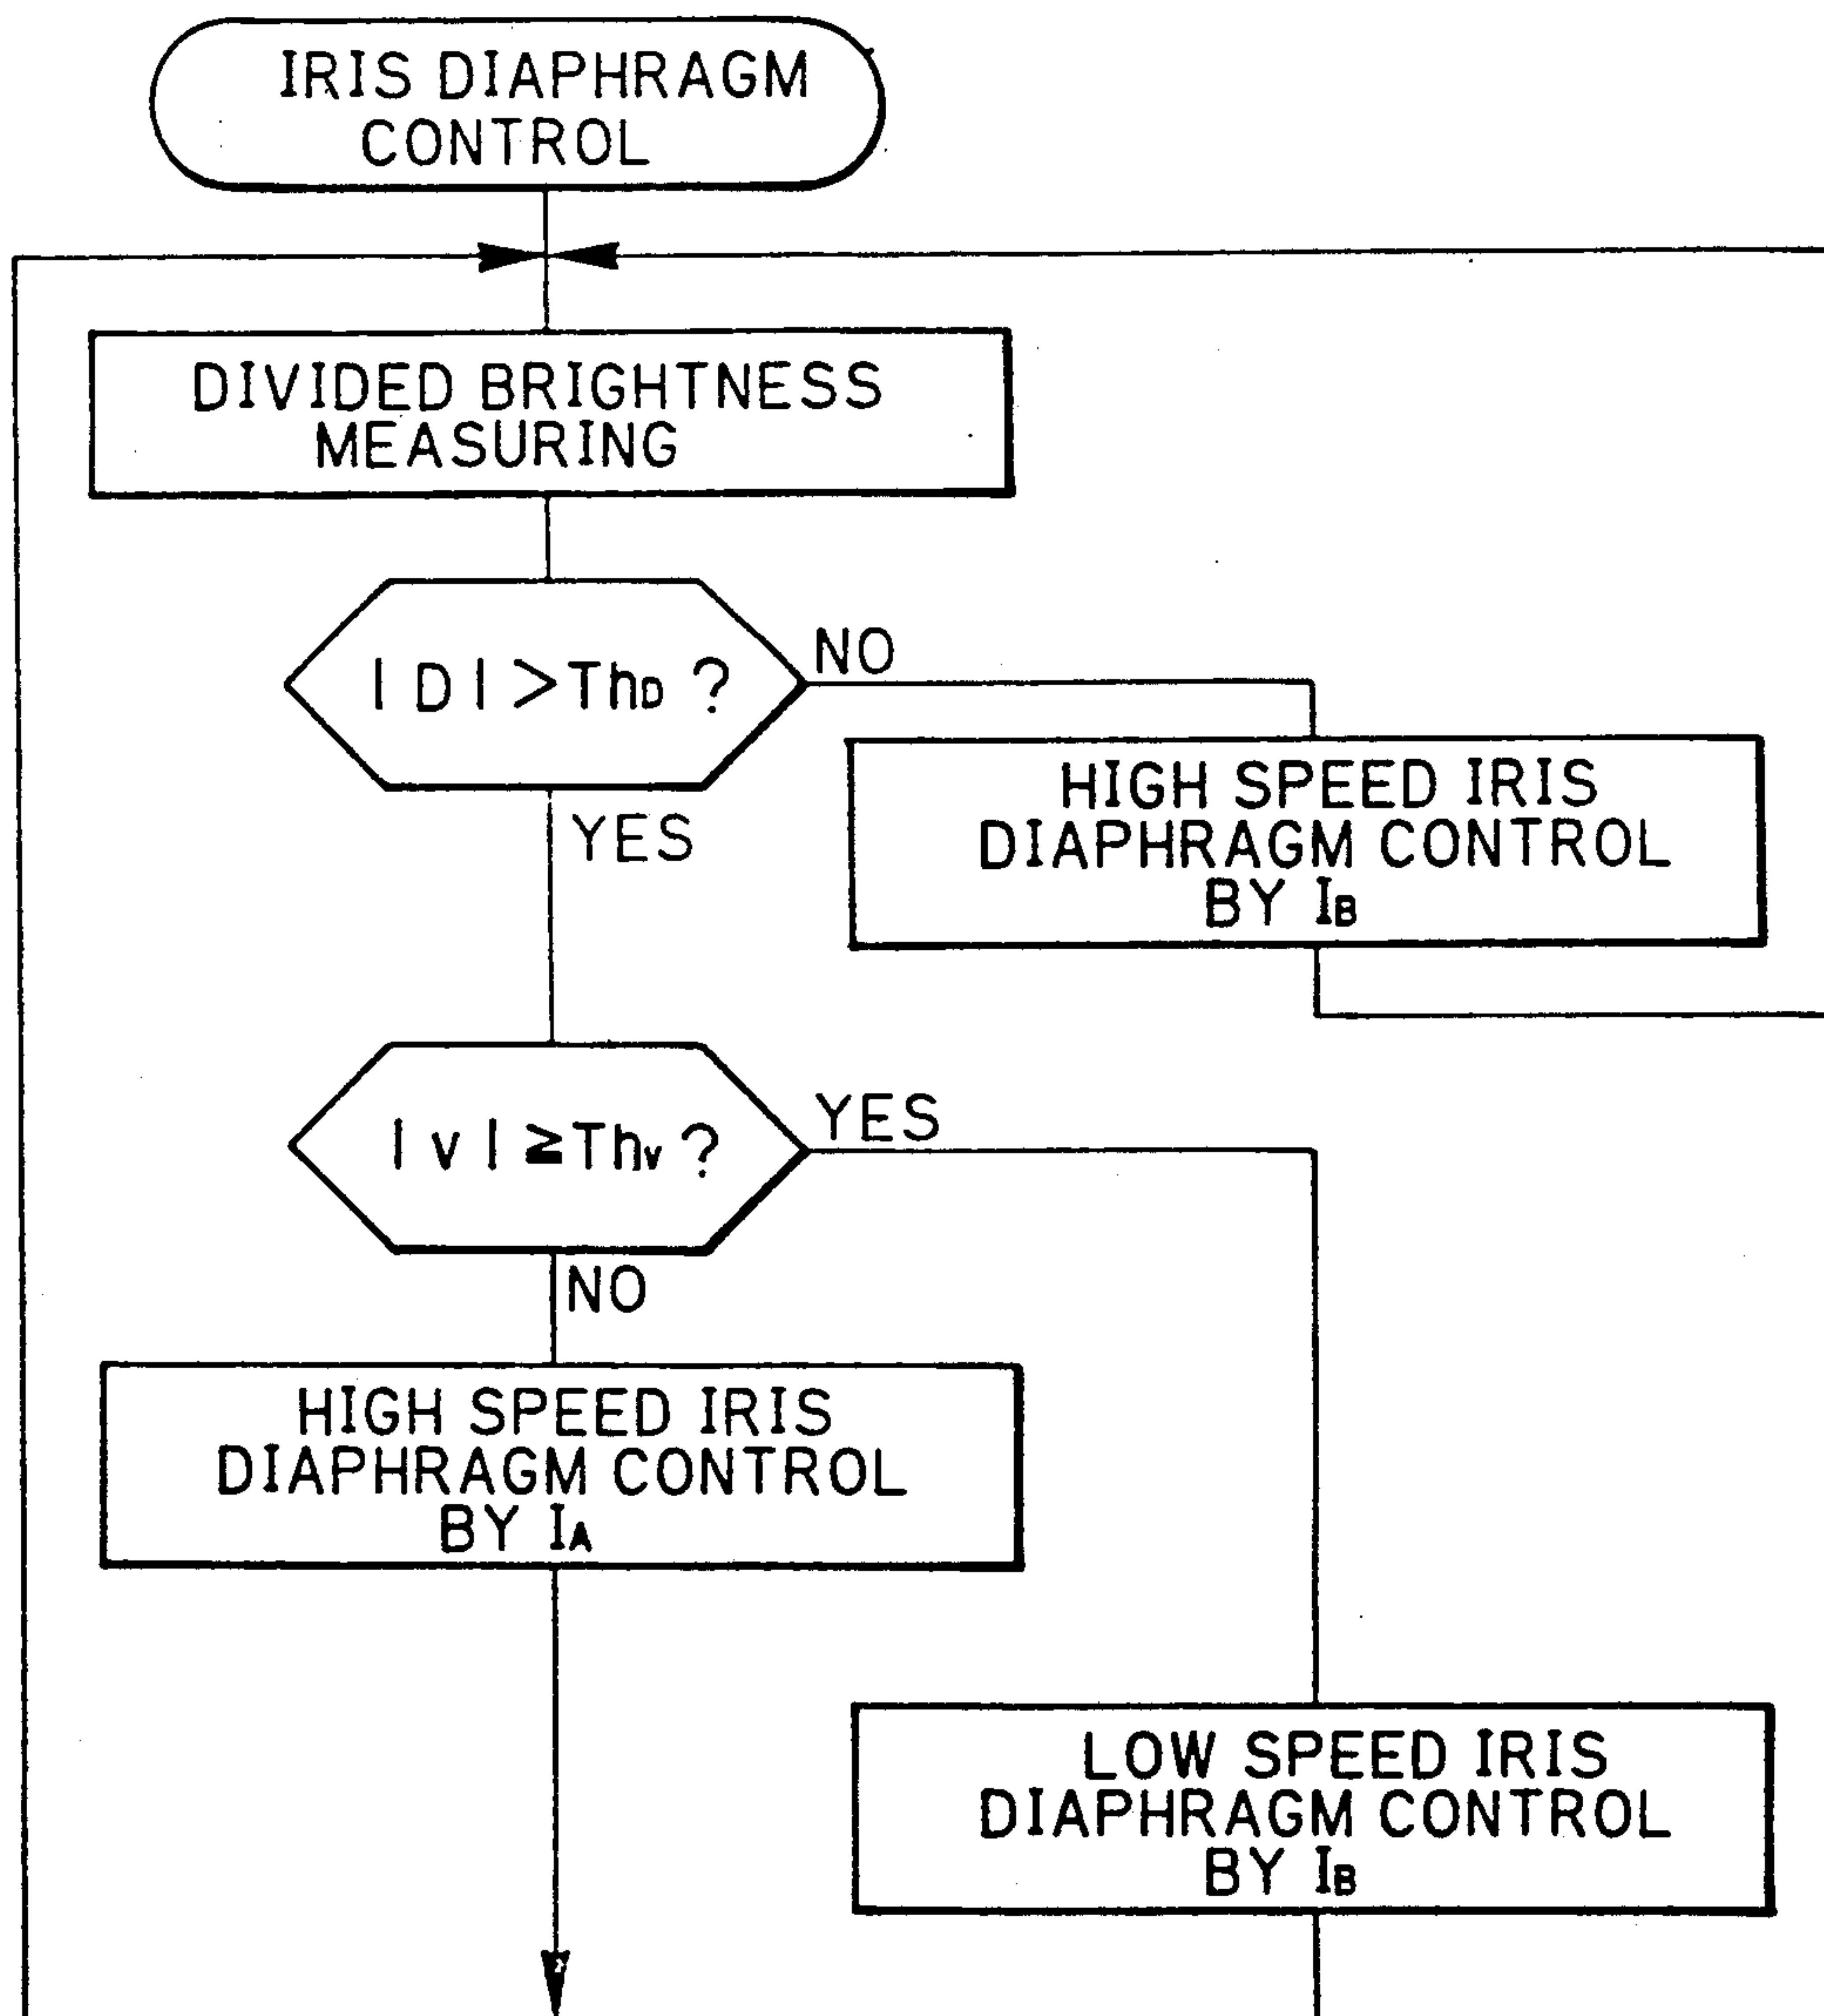 IRIS DIAPHRAGM
CONTROL
DIVIDED BRIGHTNESS
MEASURING
|D|>ThD ?
NO
YES
HIGH SPEED IRIS
DIAPHRAGM CONTROL
BY IB
|v|≧Thv ?
YES
NO
HIGH SPEED IRIS
DIAPHRAGM CONTROL
BY IA
LOW SPEED IRIS
DIAPHRAGM CONTROL
BY IB